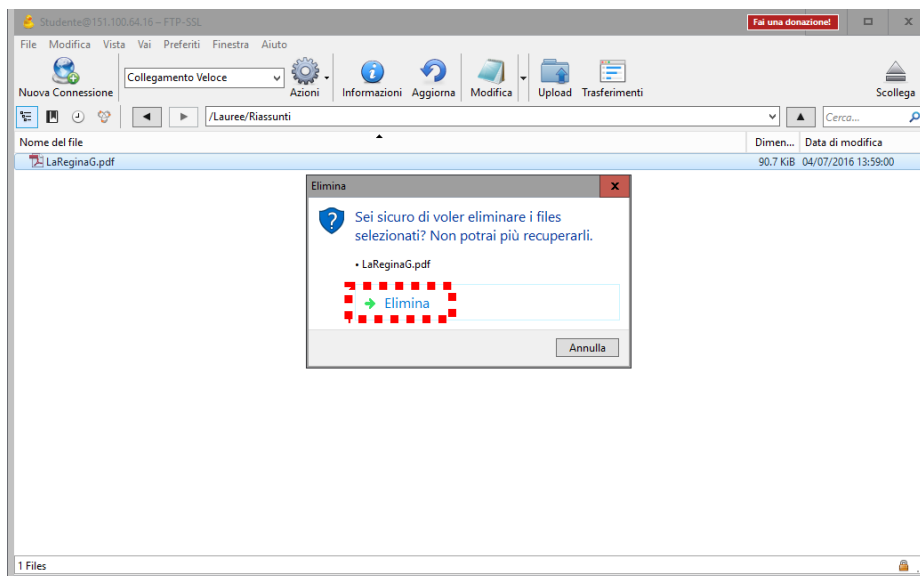 Studente@151.100.64.16 – FTP-SSL
Fai una donazione!
File Modifica Vista Vai Preferiti Finestra Aiuto
Nuova Connessione
Collegamento Veloce
Azioni
Informazioni
Aggiorna
Modifica
Upload
Trasferimenti
Scollega
/Lauree/Riassunti
Cerca...
Nome del file Dimen... Data di modifica
LaReginaG.pdf 90.7 KiB 04/07/2016 13:59:00
Elimina
Sei sicuro di voler eliminare i files
selezionati? Non potrai più recuperarli.
• LaReginaG.pdf
Elimina
Annulla
1 Files